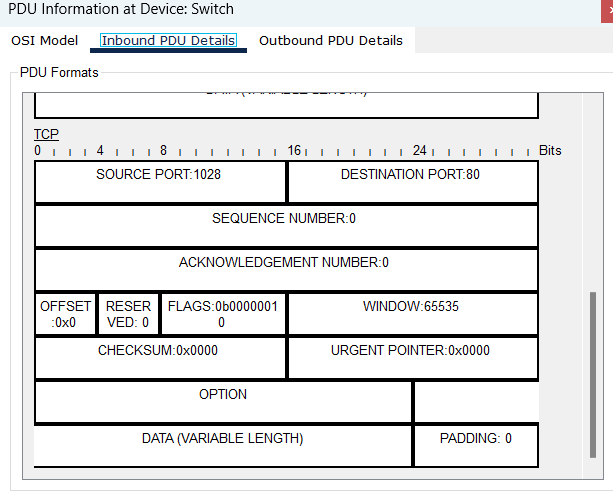 PDU Information at Device: Switch
OSI Model Inbound PDU Details Outbound PDU Details
PDU Formats
TCP
0 4 8 16 24 Bits
SOURCE PORT:1028 DESTINATION PORT:80
SEQUENCE NUMBER:0
ACKNOWLEDGEMENT NUMBER:0
OFFSET RESER FLAGS:0b0000001 WINDOW:65535
:0x0 VED: 0 0
CHECKSUM:0x0000 URGENT POINTER:0x0000
OPTION
DATA (VARIABLE LENGTH) PADDING: 0